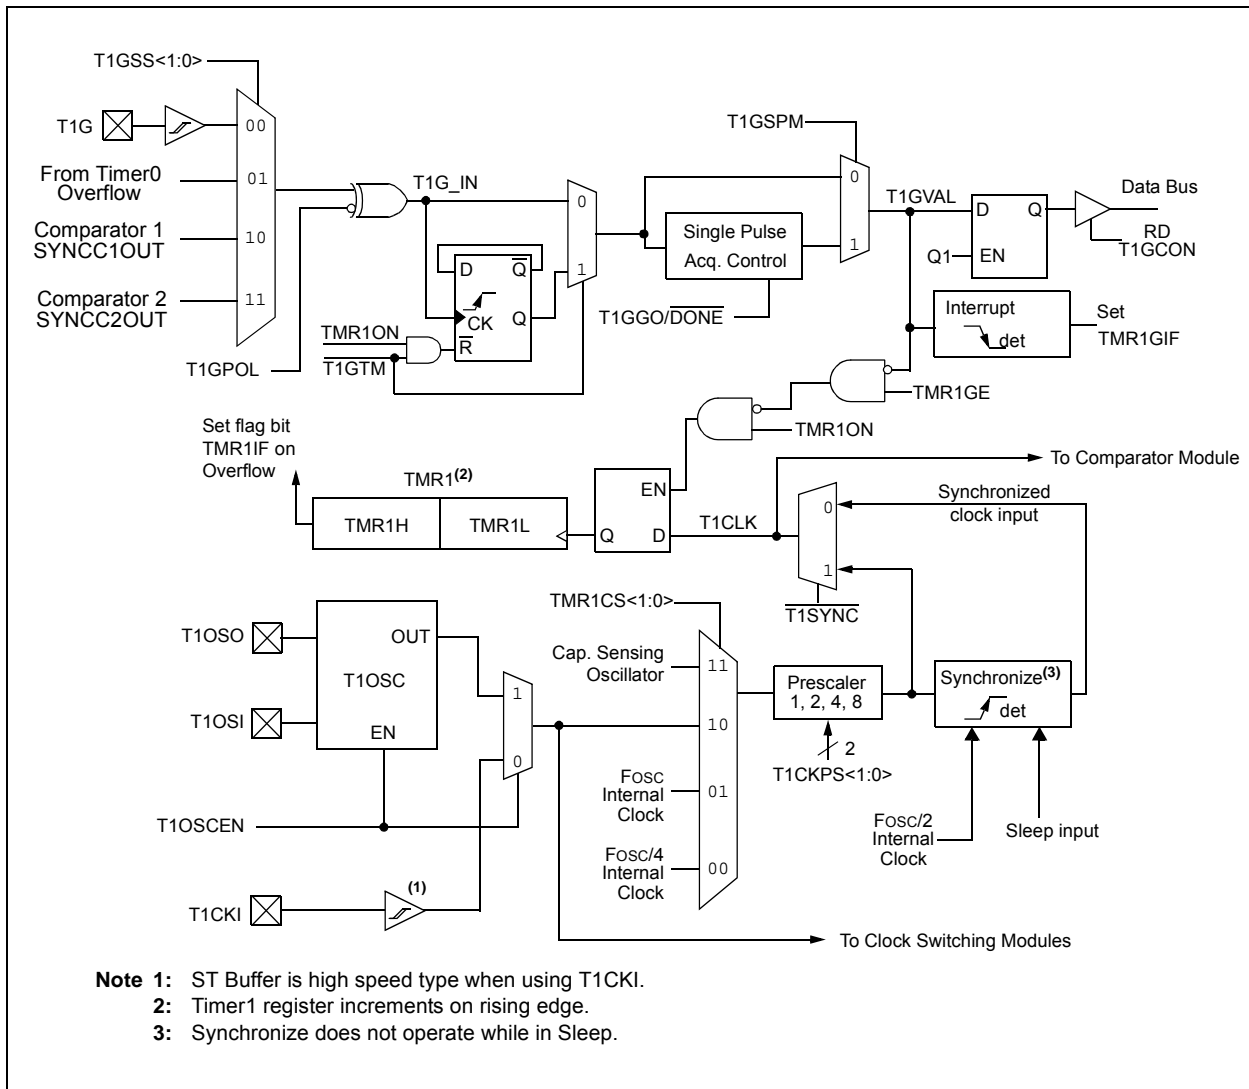 T1GSS<1:0>
T1G
00
From Timer0
Overflow
01
Comparator 1
SYNCC1OUT
10
Comparator 2
SYNCC2OUT
11
T1GPOL
T1G_IN
D
Q
CK
Q
R
TMR1ON
T1GTM
0
1
T1GSPM
Single Pulse
Acq. Control
T1GGO/DONE
0
1
T1GVAL
D
Q
Q1
EN
Data Bus
RD
T1GCON
Interrupt
det
Set
TMR1GIF
TMR1GE
TMR1ON
Set flag bit
TMR1IF on
Overflow
TMR1(2)
TMR1H
TMR1L
EN
Q
D
T1CLK
To Comparator Module
0
1
Synchronized
clock input
T1SYNC
T1OSO
T1OSI
OUT
T1OSC
EN
1
0
T1OSCEN
T1CKI
(1)
TMR1CS<1:0>
Cap. Sensing
Oscillator
11
10
FOSC
Internal
Clock
01
FOSC/4
Internal
Clock
00
Prescaler
1, 2, 4, 8
2
T1CKPS<1:0>
Synchronize(3)
det
FOSC/2
Internal
Clock
Sleep input
To Clock Switching Modules
Note 1: ST Buffer is high speed type when using T1CKI.
2: Timer1 register increments on rising edge.
3: Synchronize does not operate while in Sleep.